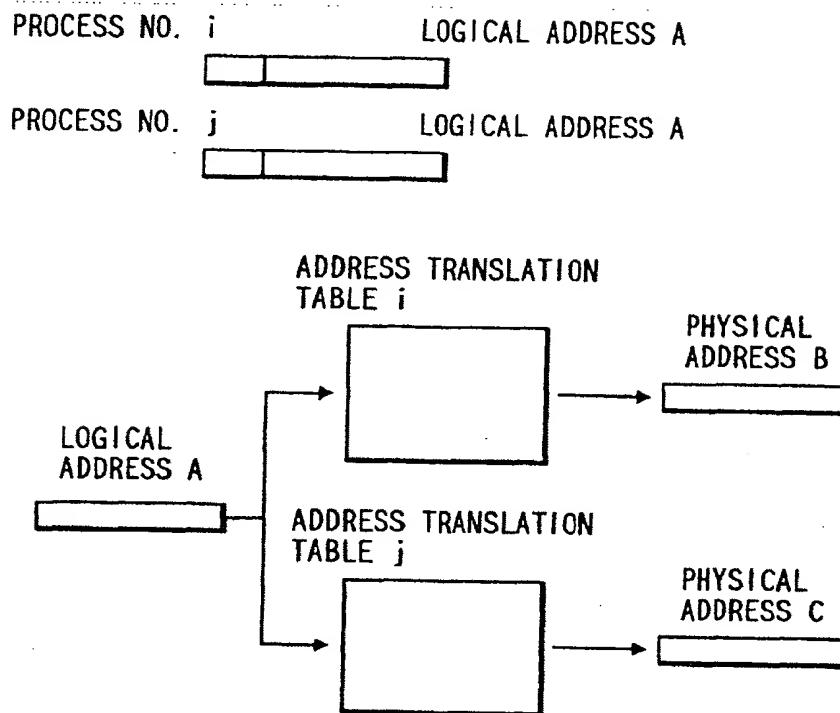 PROCESS NO. i LOGICAL ADDRESS A
PROCESS NO. j LOGICAL ADDRESS A
ADDRESS TRANSLATION
TABLE i
PHYSICAL
ADDRESS B
LOGICAL
ADDRESS A
ADDRESS TRANSLATION
TABLE j
PHYSICAL
ADDRESS C